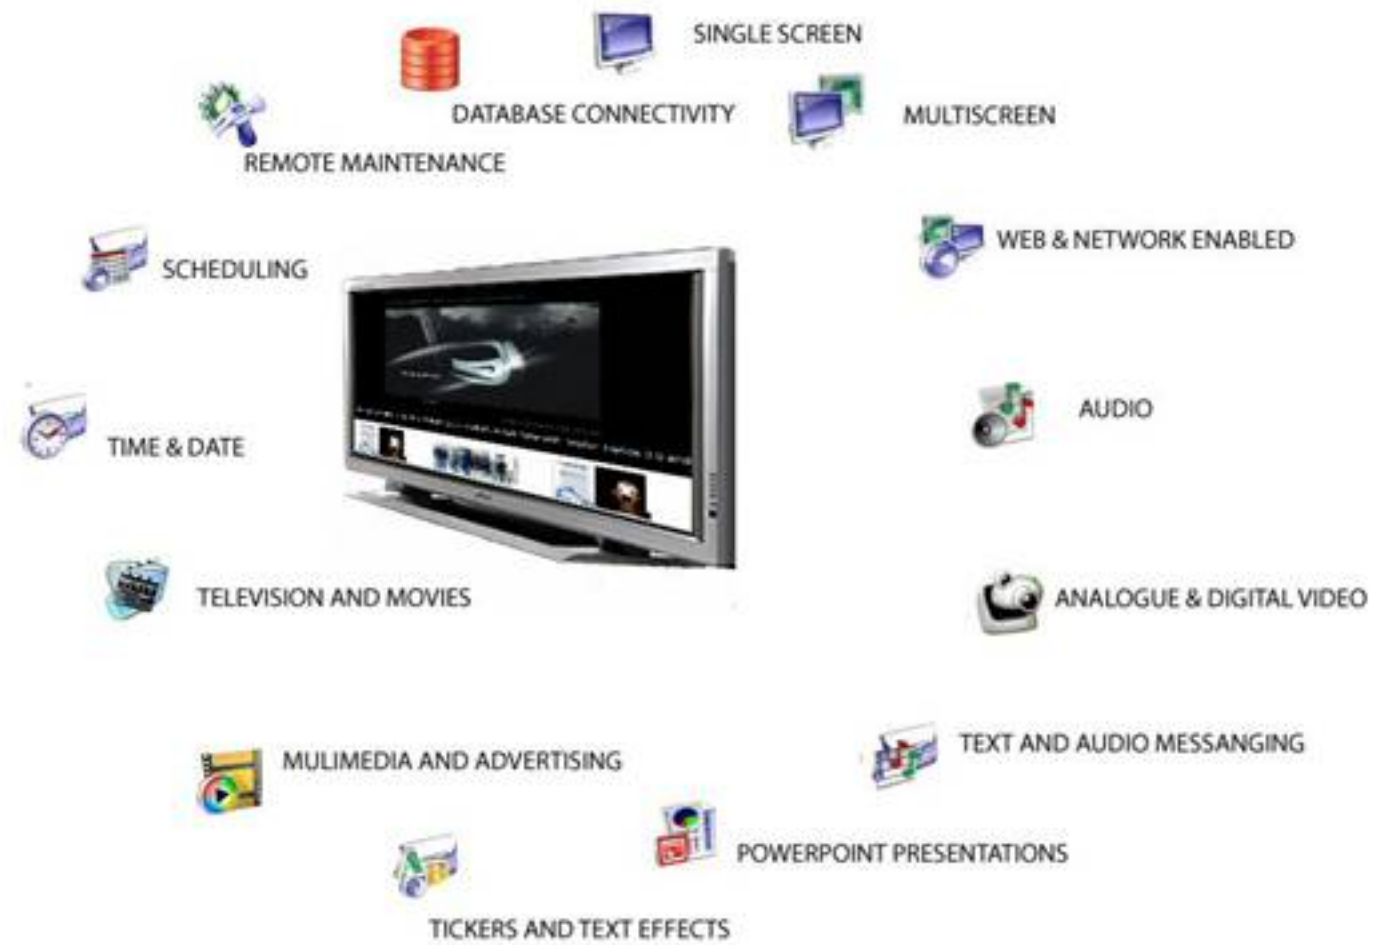 SINGLE SCREEN
DATABASE CONNECTIVITY
MULTISCREEN
REMOTE MAINTENANCE
WEB & NETWORK ENABLED
SCHEDULING
AUDIO
TIME & DATE
TELEVISION AND MOVIES
ANALOGUE & DIGITAL VIDEO
TEXT AND AUDIO MESSANGING
MULIMEDIA AND ADVERTISING
POWERPOINT PRESENTATIONS
TICKERS AND TEXT EFFECTS